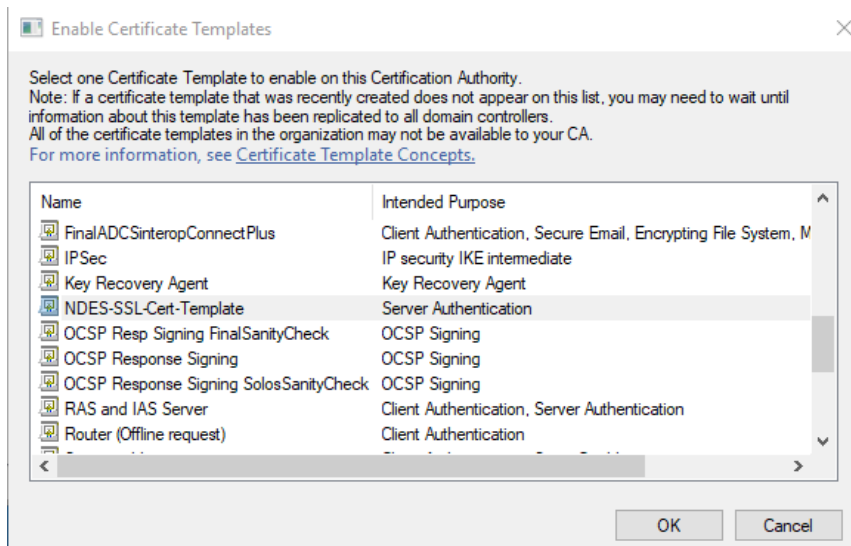 Enable Certificate Templates
Select one Certificate Template to enable on this Certification Authority.
Note: If a certificate template that was recently created does not appear on this list, you may need to wait until
information about this template has been replicated to all domain controllers.
All of the certificate templates in the organization may not be available to your CA.
For more information, see Certificate Template Concepts.
Name Intended Purpose
FinalADCSinteropConnectPlus Client Authentication, Secure Email, Encrypting File System, M
IPSec IP security IKE intermediate
Key Recovery Agent Key Recovery Agent
NDES-SSL-Cert-Template Server Authentication
OCSP Resp Signing FinalSanityCheck OCSP Signing
OCSP Response Signing OCSP Signing
OCSP Response Signing SolosSanityCheck OCSP Signing
RAS and IAS Server Client Authentication, Server Authentication
Router (Offline request) Client Authentication
OK Cancel